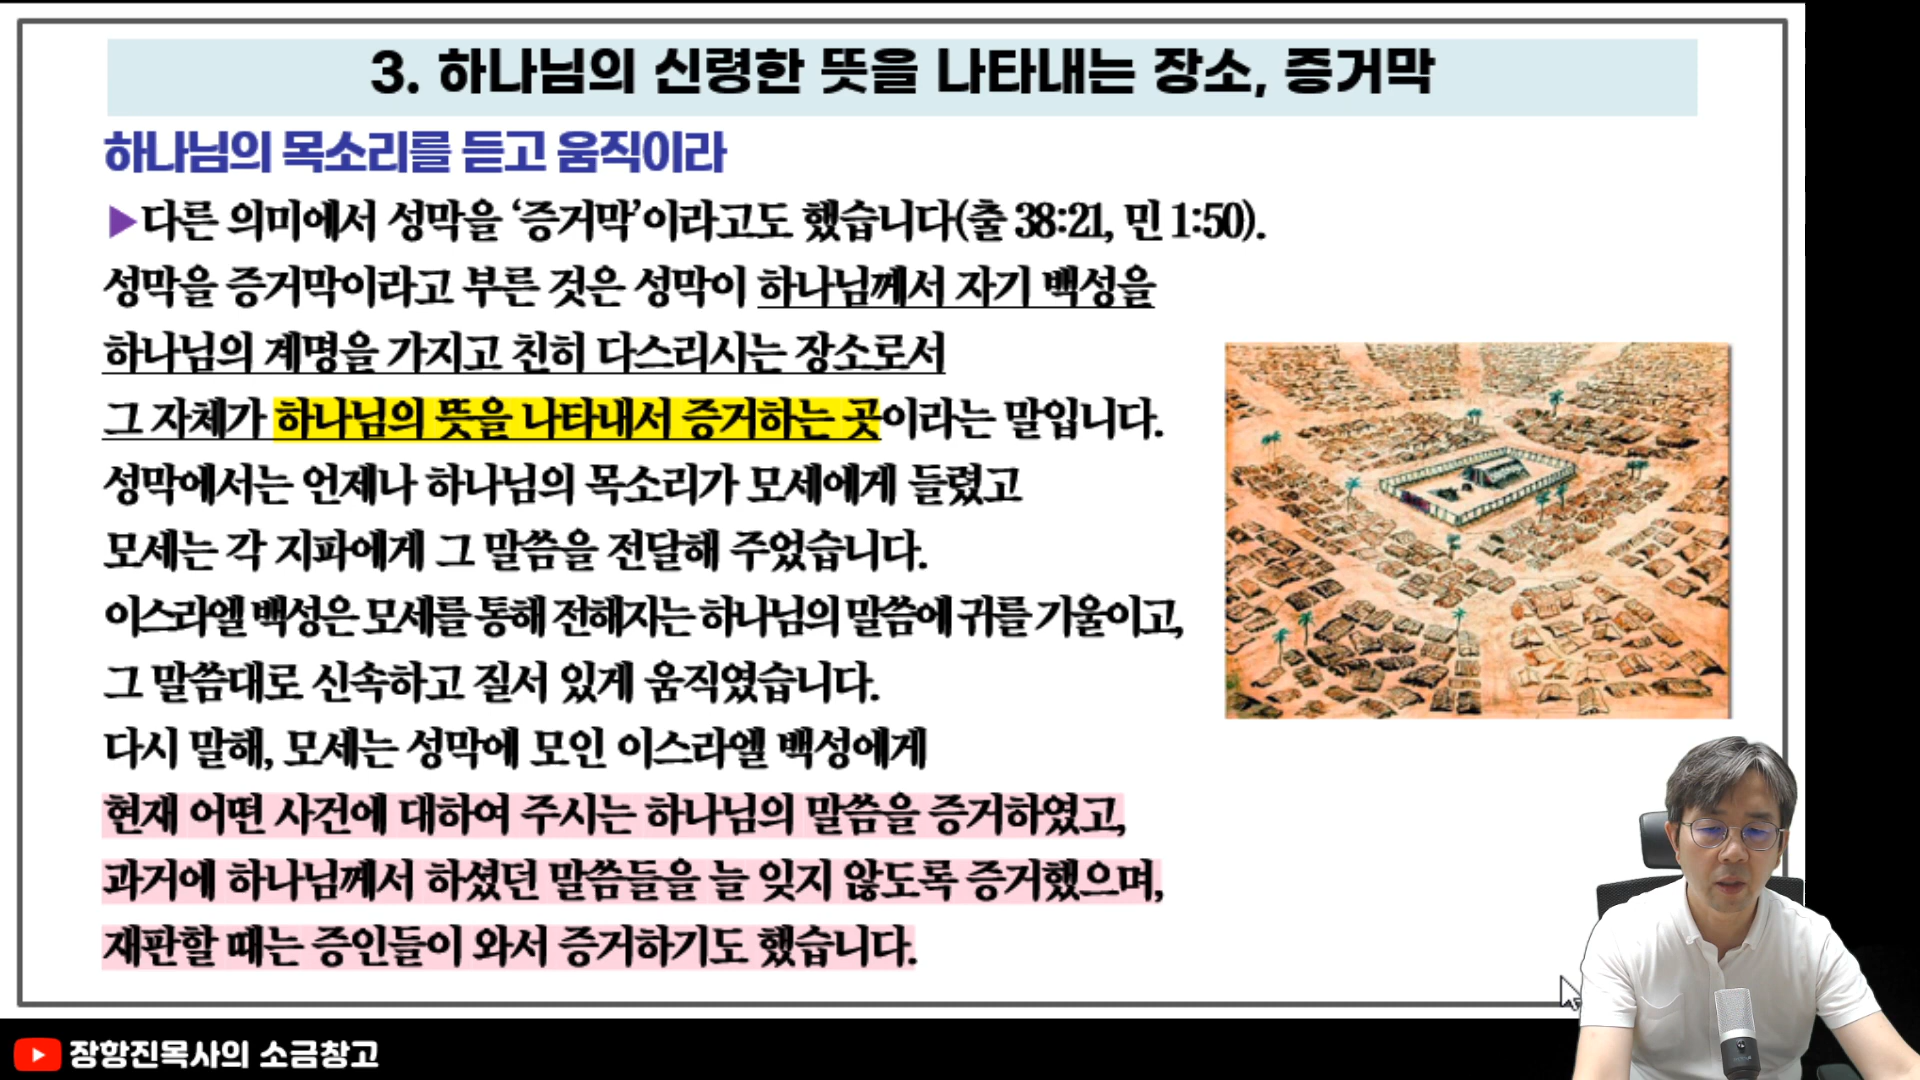 3. 하나님의 신령한 뜻을 나타내는 장소, 증거막
하나님의 목소리를 듣고 움직이라
▶다른 의미에서 성막을 ‘증거막’이라고도 했습니다(출 38:21, 민 1:50).
성막을 증거막이라고 부른 것은 성막이 하나님께서 자기 백성을
하나님의 계명을 가지고 친히 다스리시는 장소로서
그 자체가 하나님의 뜻을 나타내서 증거하는 곳이라는 말입니다.
성막에서는 언제나 하나님의 목소리가 모세에게 들렸고
모세는 각 지파에게 그 말씀을 전달해 주었습니다.
이스라엘 백성은 모세를 통해 전해지는 하나님의 말씀에 귀를 기울이고,
그 말씀대로 신속하고 질서 있게 움직였습니다.
다시 말해, 모세는 성막에 모인 이스라엘 백성에게
현재 어떤 사건에 대하여 주시는 하나님의 말씀을 증거하였고,
과거에 하나님께서 하셨던 말씀들을 늘 잊지 않도록 증거했으며,
재판할 때는 증인들이 와서 증거하기도 했습니다.
장항진목사의 소금창고